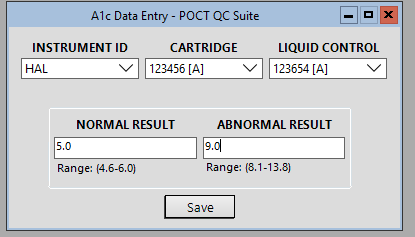 A1c Data Entry - POCT QC Suite
INSTRUMENT ID CARTRIDGE LIQUID CONTROL
HAL 123456 [A] 123654 [A]
NORMAL RESULT ABNORMAL RESULT
5.0 9.0
Range: (4.6-6.0) Range: (8.1-13.8)
Save